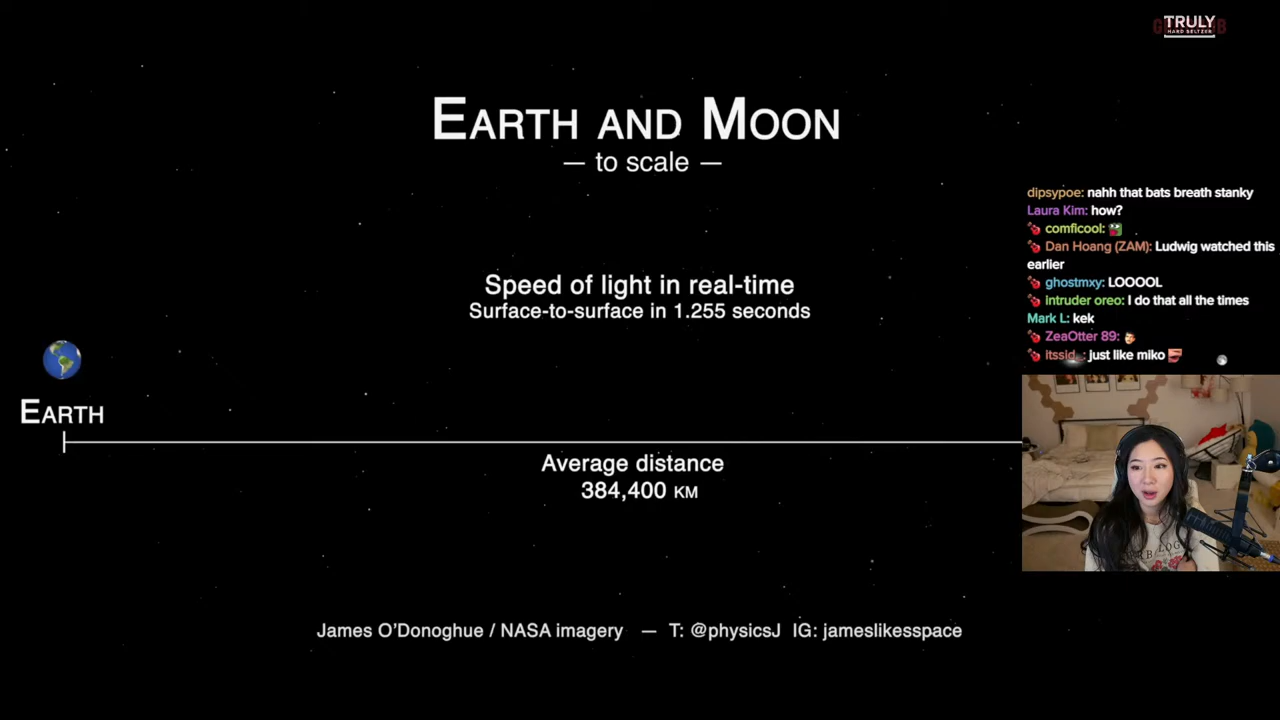 TRULY
HARD SELTZER
EARTH AND MOON
— to scale —
Speed of light in real-time
Surface-to-surface in 1.255 seconds
EARTH
Average distance
384,400 KM
James O'Donoghue / NASA imagery — T: @physicsJ IG: jameslikesspace
dipsypoe: nahh that bats breath stanky
Laura Kim: how?
comficool:
Dan Hoang (ZAM): Ludwig watched this
earlier
ghostmxy: LOOOOL
intruder oreo: I do that all the times
Mark L: kek
ZeaOtter 89:
itssid_: just like miko